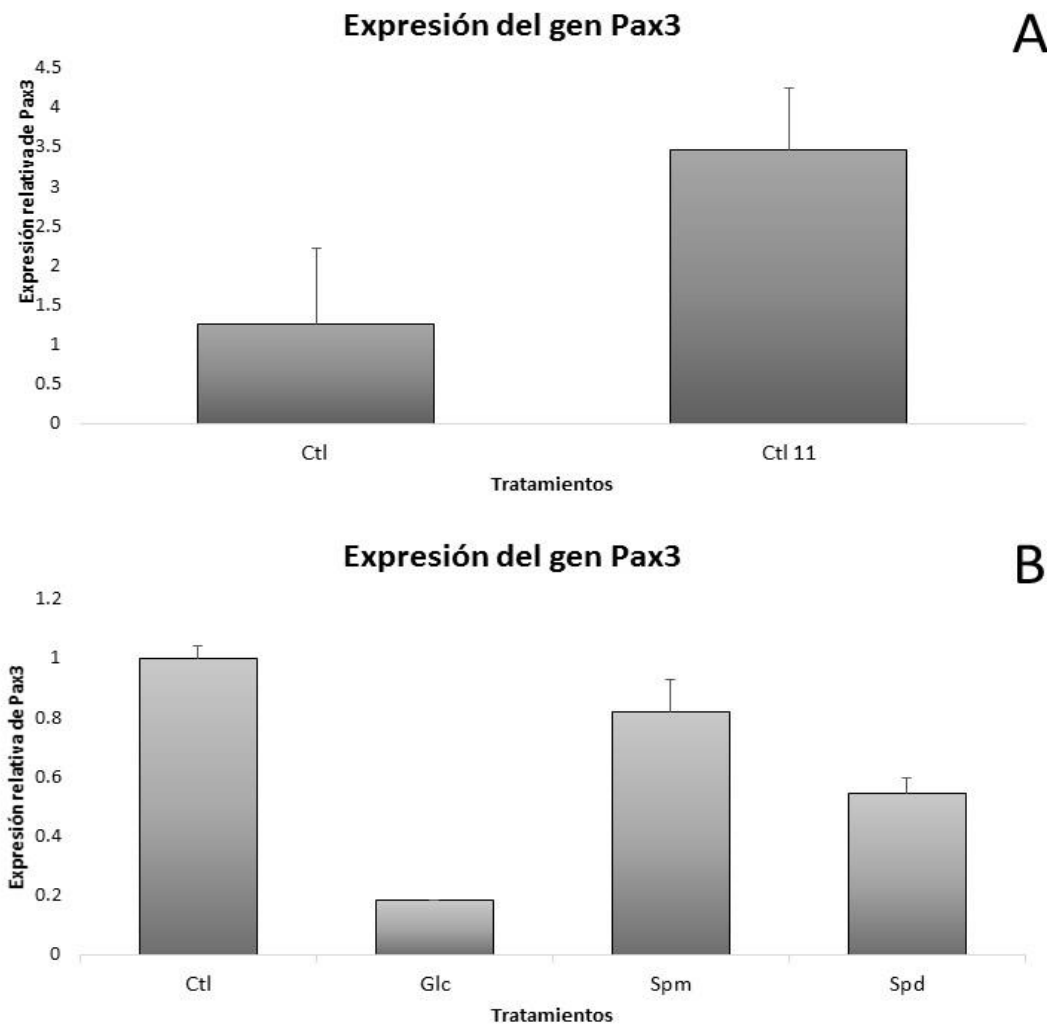 Expresión del gen Pax3
A
Expresión relativa de Pax3
4.5
4
3.5
3
2.5
2
1.5
1
0.5
0
Ctl
Ctl 11
Tratamientos
Expresión del gen Pax3
B
Expresión relativa de Pax3
1.2
1
0.8
0.6
0.4
0.2
0
Ctl
Glc
Spm
Spd
Tratamientos